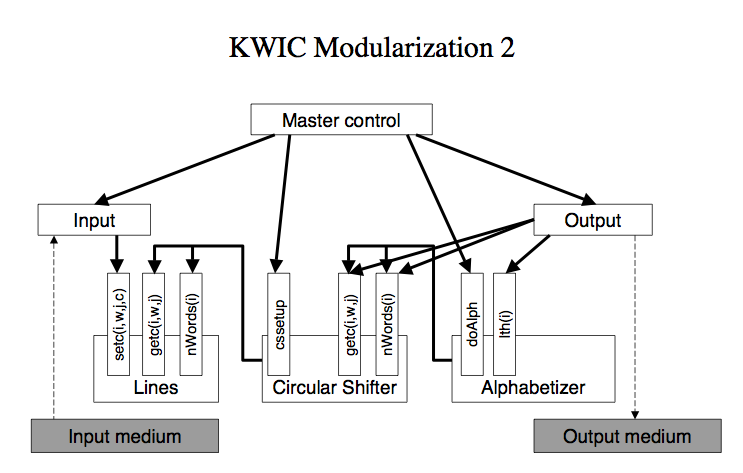 KWIC Modularization 2
Master control
Input
Output
setc(i,w,j,c)
getc(i,w,j)
nWords(i)
cssetup
getc(i,w,j)
nWords(i)
doAlph
Ith(i)
Lines
Circular Shifter
Alphabetizer
Input medium
Output medium